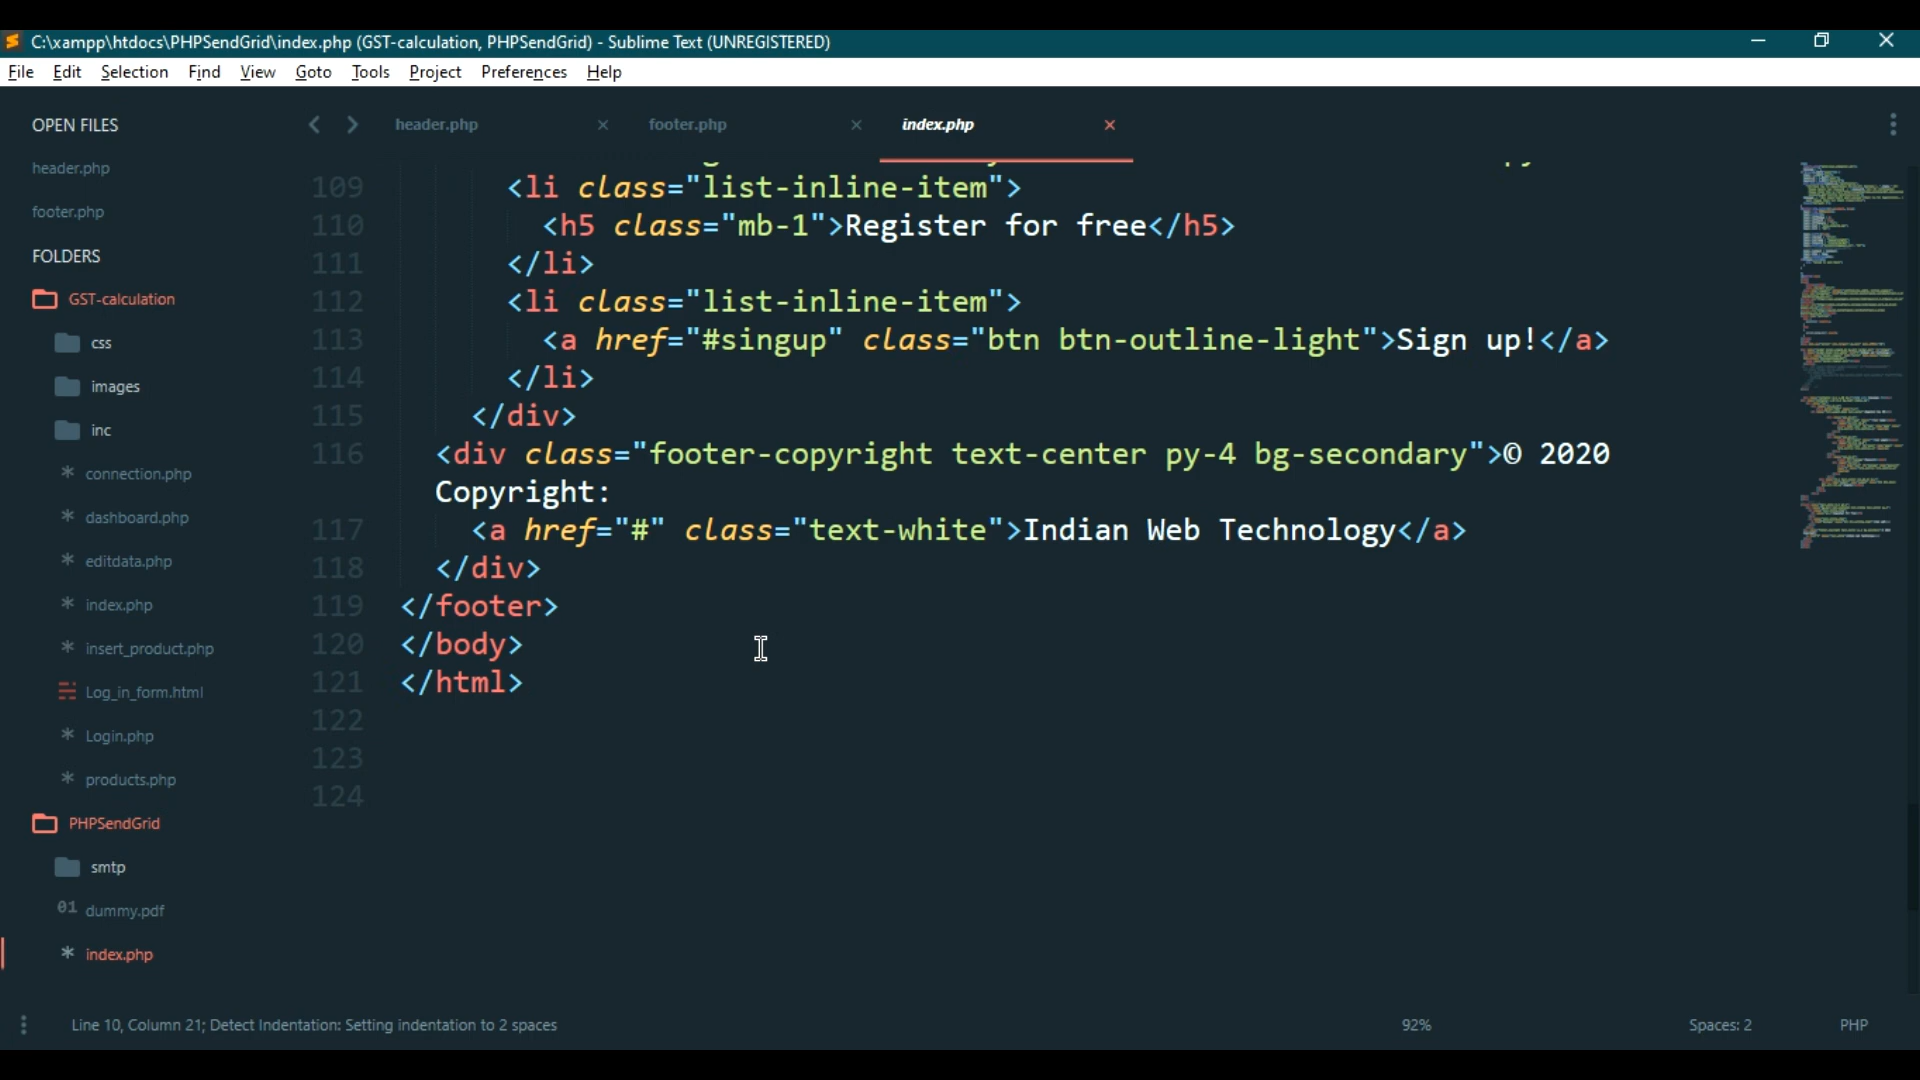 C:\xampp\htdocs\PHPSendGrid\index.php (GST-calculation, PHPSendGrid) - Sublime Text (UNREGISTERED)
File Edit Selection Find View Goto Tools Project Preferences Help
OPEN FILES
header.php
footer.php
FOLDERS
GST-calculation
css
images
inc
* connection.php
* dashboard.php
* editdata.php
* index.php
* insert_product.php
Log_in_form.html
* Login.php
* products.php
PHPSendGrid
smtp
01 dummy.pdf
* index.php
header.php footer.php index.php
109 <li class="list-inline-item">
110 <h5 class="mb-1">Register for free</h5>
111 </li>
112 <li class="list-inline-item">
113 <a href="#singup" class="btn btn-outline-light">Sign up!</a>
114 </li>
115 </div>
116 <div class="footer-copyright text-center py-4 bg-secondary">© 2020
Copyright:
117 <a href="#" class="text-white">Indian Web Technology</a>
118 </div>
119 </footer>
120 </body>
121 </html>
122
123
124
Line 10, Column 21; Detect Indentation: Setting indentation to 2 spaces 92% Spaces: 2 PHP